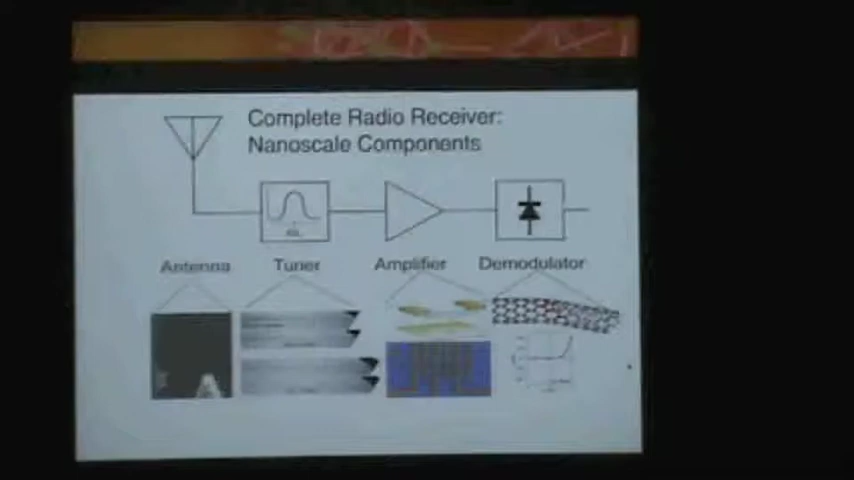 Complete Radio Receiver:
Nanoscale Components
Antenna
Tuner
Amplifier
Demodulator